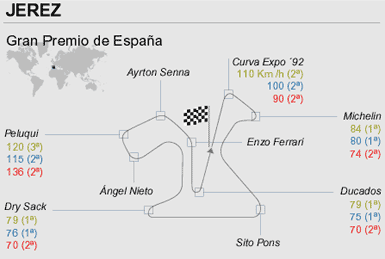 JEREZ
Gran Premio de España
Curva Expo ´92
110 Km/h (2ª)
100 (2ª)
90 (2ª)
Ayrton Senna
Michelin
84 (1ª)
80 (1ª)
74 (2ª)
Peluqui
120 (3ª)
115 (2ª)
136 (2ª)
Enzo Ferrari
Ángel Nieto
Ducados
79 (1ª)
75 (1ª)
70 (2ª)
Dry Sack
79 (1ª)
76 (1ª)
70 (2ª)
Sito Pons